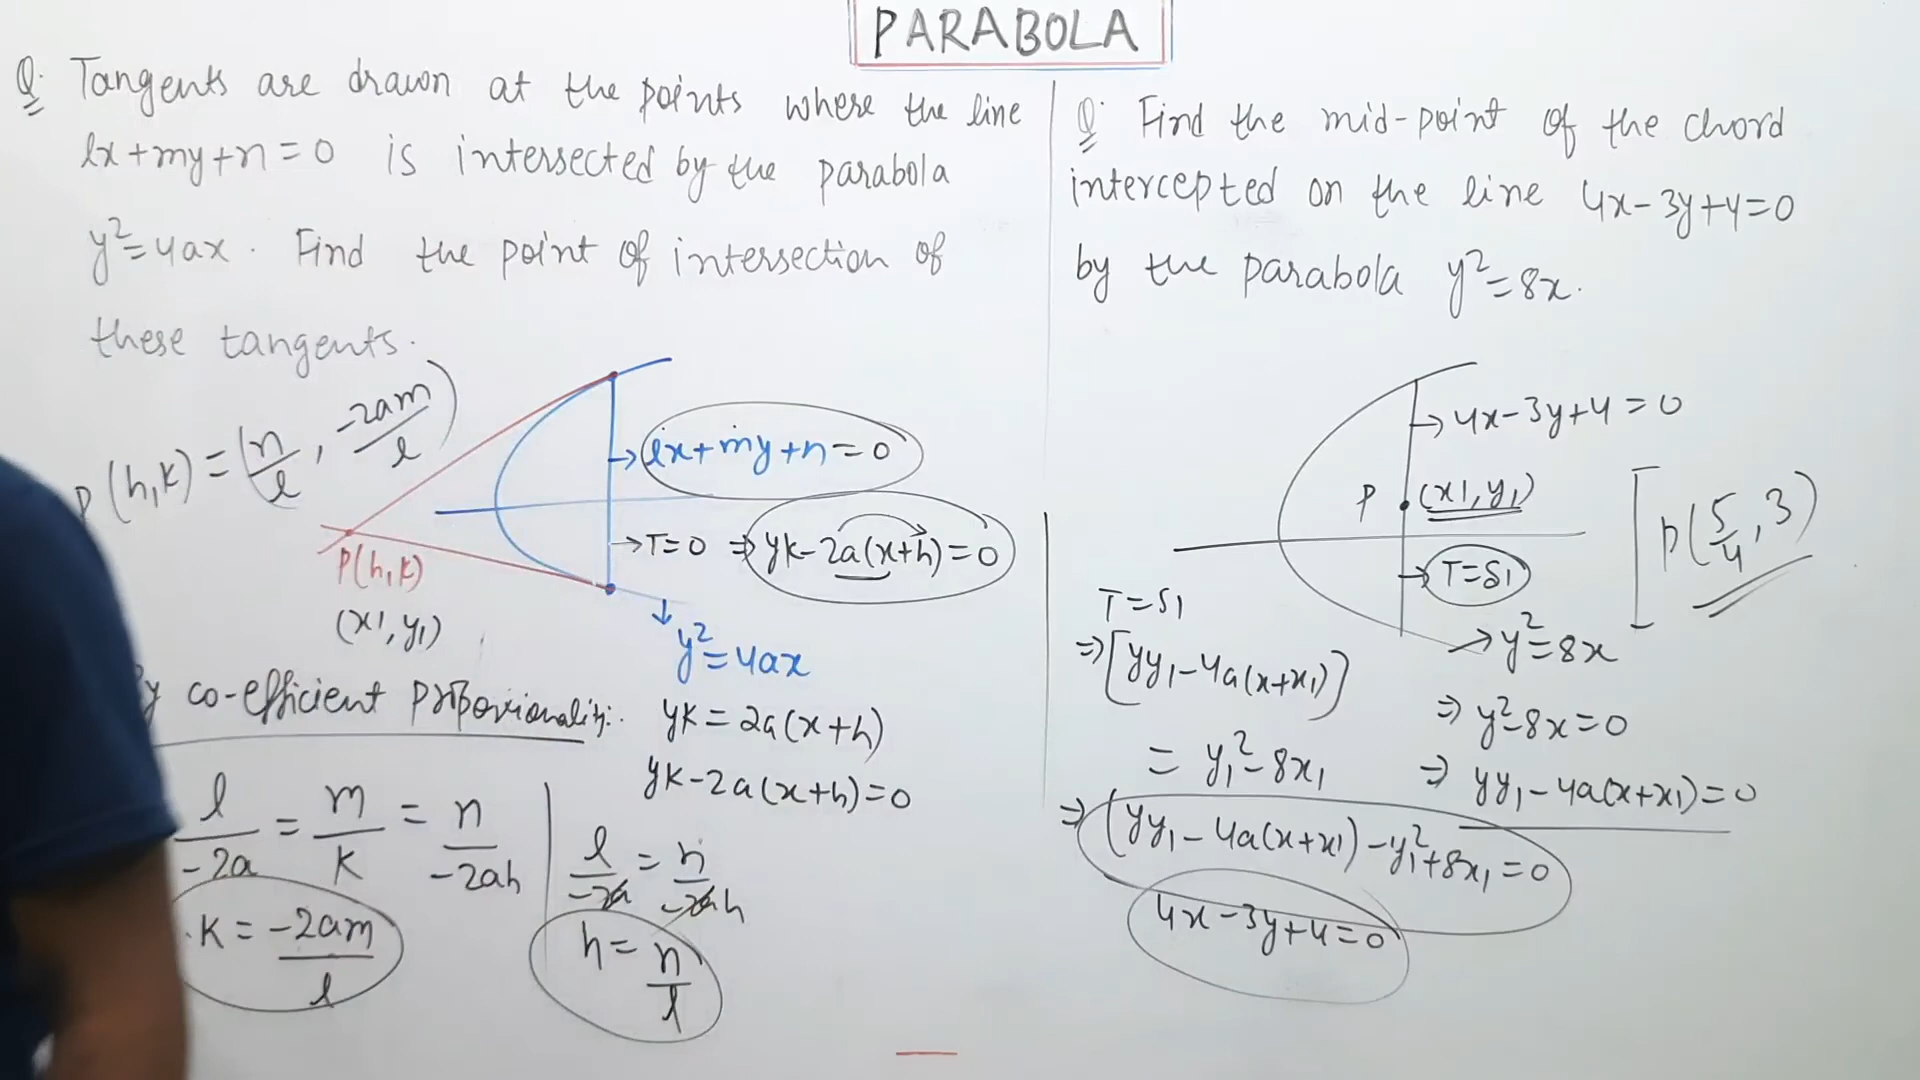 PARABOLA
Q. Tangents are drawn at the points where the line
lx+my+n=0 is intersected by the parabola
y²=4ax. Find the point of intersection of
these tangents.
P(h,k) = (n/l, -2am/l)
→ lx+my+n=0
→ T=0 ⇒ yk-2a(x+h)=0
P(h,k)
(x1,y1)
y²=4ax
y co-efficient proportionality:
yk = 2a(x+h)
yk-2a(x+h)=0
l/-2a = m/k = n/-2ah
l/-2a = n/-2ah
k = -2am/l
h = n/l
Q. Find the mid-point of the chord
intercepted on the line 4x-3y+4=0
by the parabola y²=8x.
→ 4x-3y+4=0
P (x1,y1)
P(5/4, 3)
→ T=S1
→ y²=8x
T=S1
⇒ [yy1-4a(x+x1)]
= y1²-8x1
⇒ y²-8x=0
⇒ yy1-4a(x+x1)=0
⇒ (yy1-4a(x+x1)-y1²+8x1=0
4x-3y+4=0